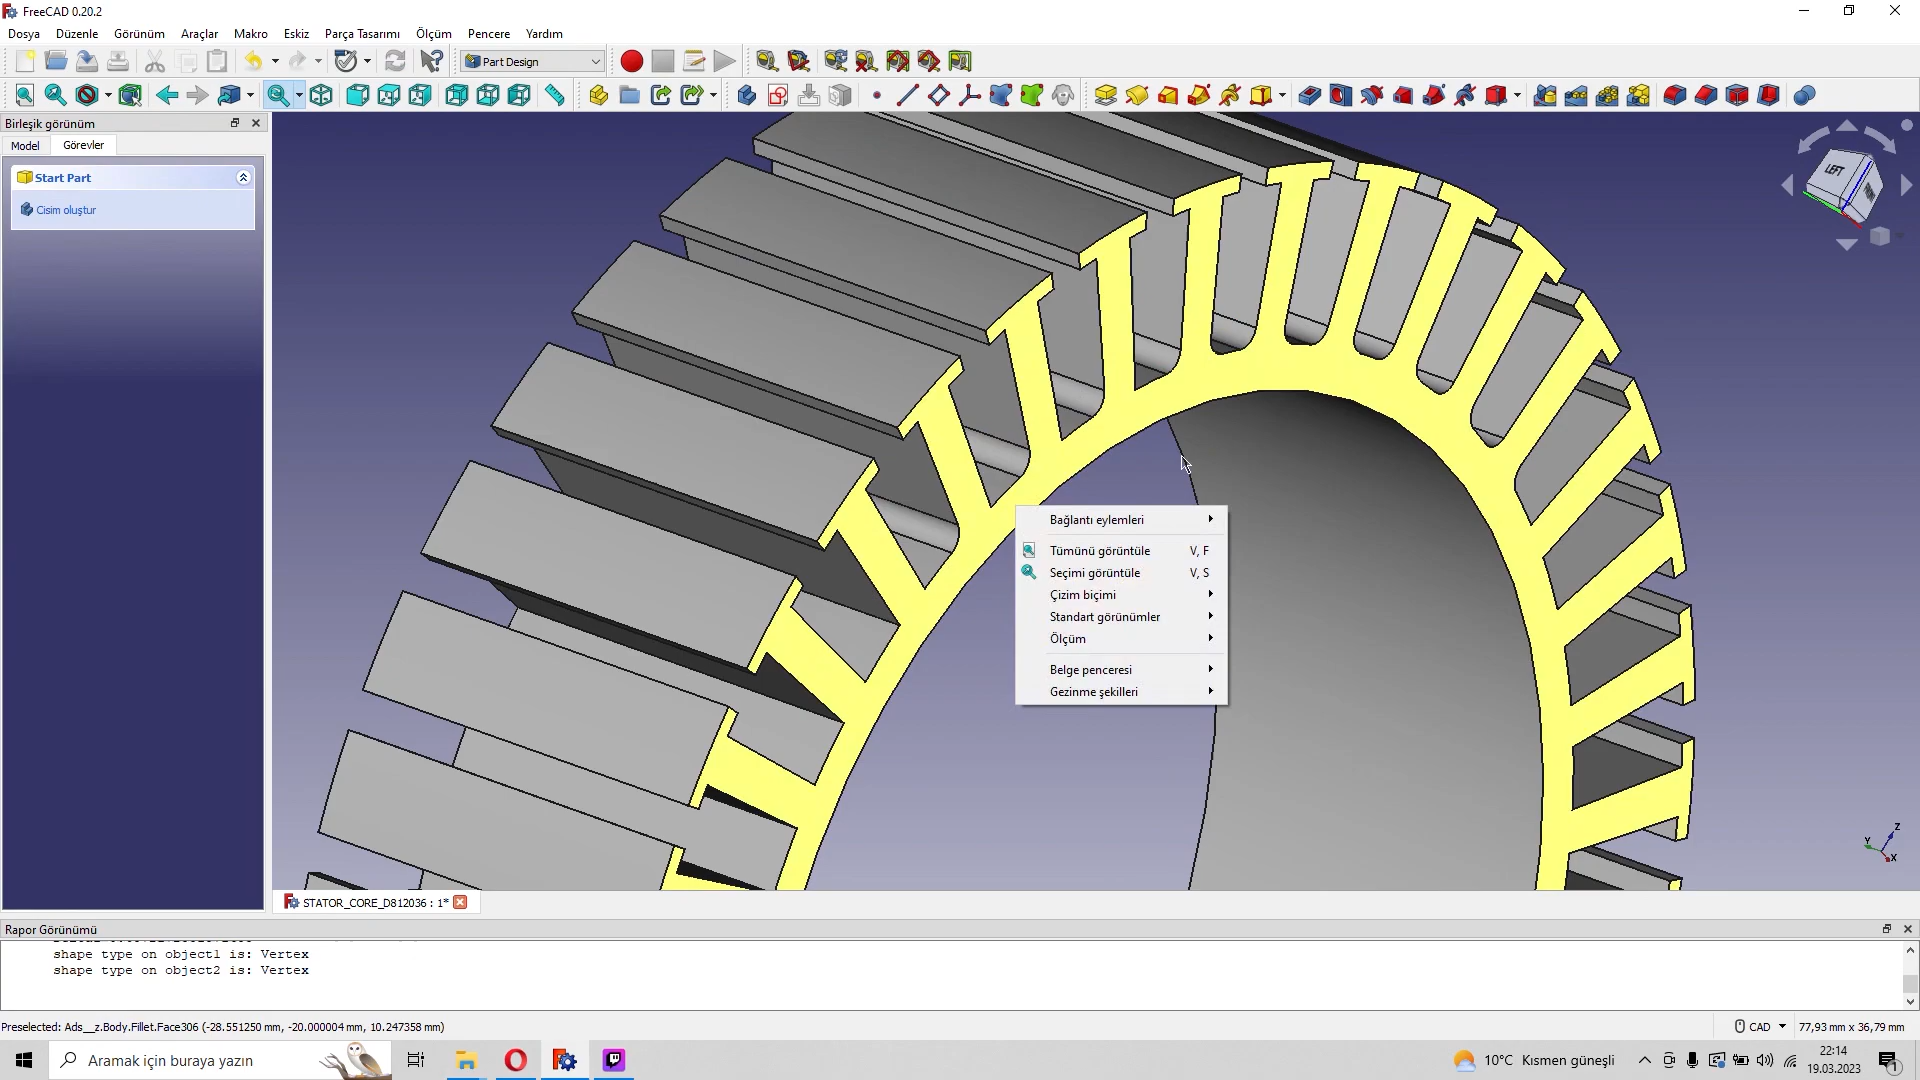 FreeCAD 0.20.2
Dosya Düzenle Görünüm Araçlar Makro Eskiz Parça Tasarımı Ölçüm Pencere Yardım
Part Design
Birleşik görünüm
Model Görevler
Start Part
Cisim oluştur
LEFT
Bağlantı eylemleri
Tümünü görüntüle V, F
Seçimi görüntüle V, S
Çizim biçimi
Standart görünümler
Ölçüm
Belge penceresi
Gezinme şekilleri
Z
Y
X
STATOR_CORE_D812036 : 1*
Rapor Görünümü
shape type on object1 is: Vertex
shape type on object2 is: Vertex
Preselected: Ads__z.Body.Fillet.Face306 (-28.551250 mm, -20.000004 mm, 10.247358 mm)
CAD 77,93 mm x 36,79 mm
Aramak için buraya yazın
10°C Kısmen güneşli
22:14
19.03.2023
1